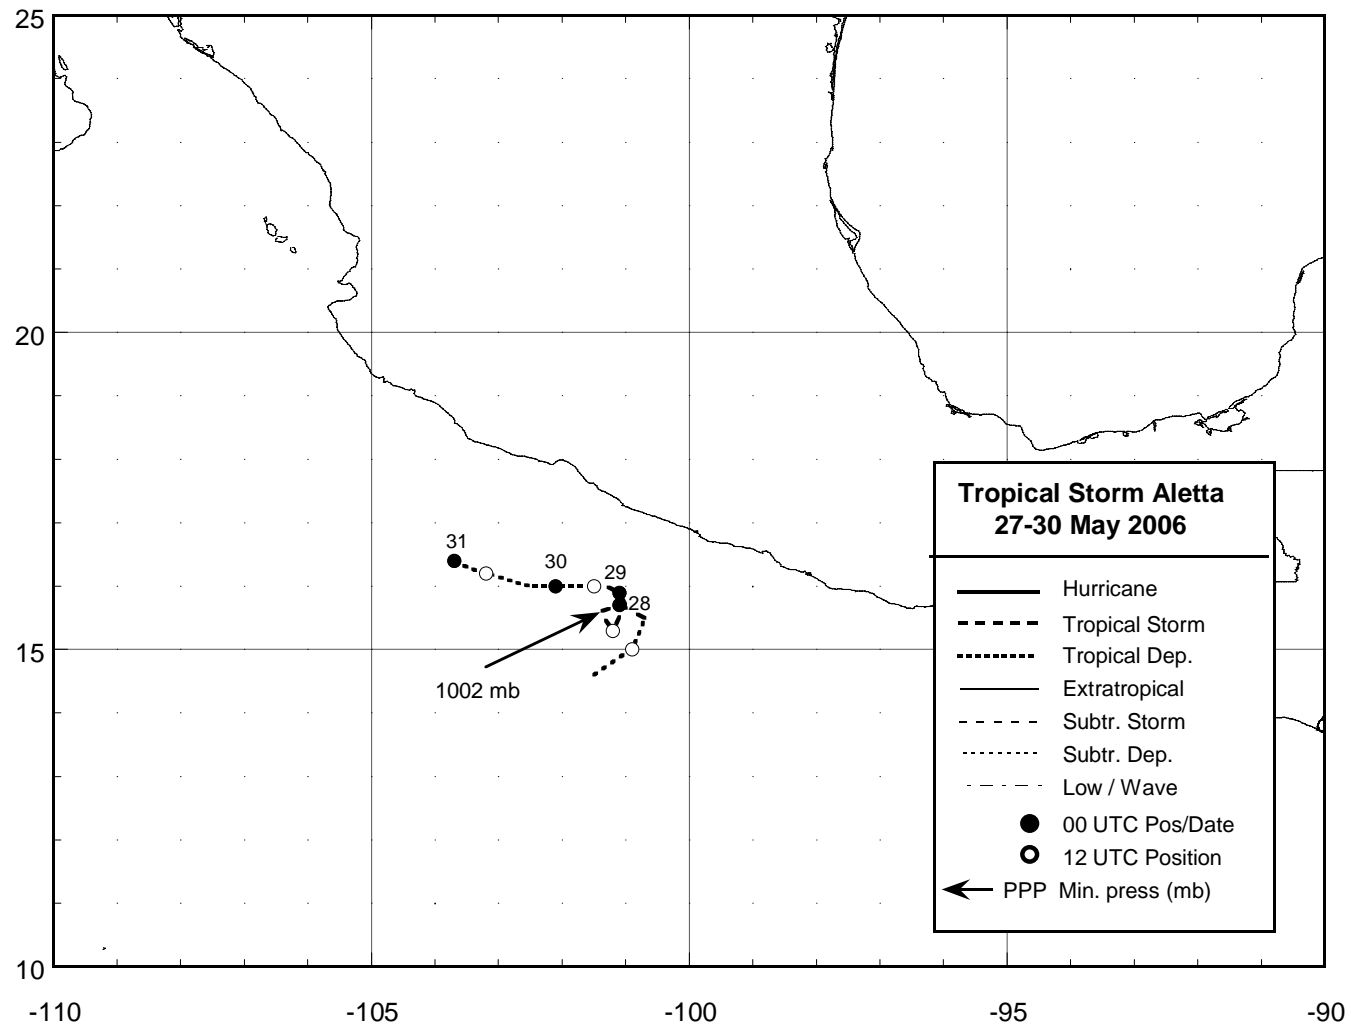 25
20
15
10
-110
-105
-100
-95
-90
31
30
29
28
1002 mb
Tropical Storm Aletta
27-30 May 2006
Hurricane
Tropical Storm
Tropical Dep.
Extratropical
Subtr. Storm
Subtr. Dep.
Low / Wave
00 UTC Pos/Date
12 UTC Position
PPP Min. press (mb)